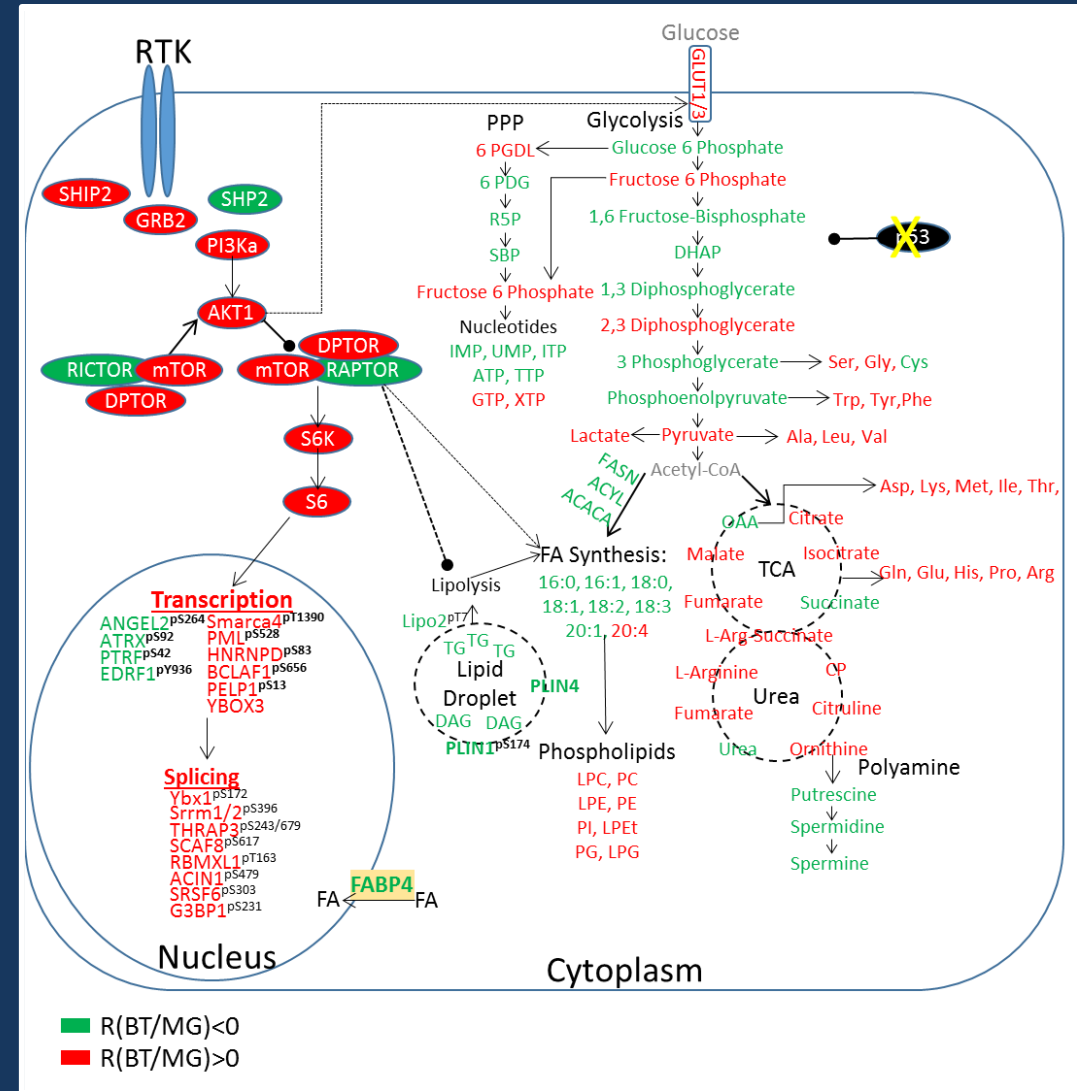 Glucose
RTK
GLUT1/3
PPP
Glycolysis
6 PGDL
Glucose 6 Phosphate
SHIP2
SHP2
6 PDG
Fructose 6 Phosphate
GRB2
R5P
1,6 Fructose-Bisphosphate
p53
X
PI3Ka
SBP
DHAP
Fructose 6 Phosphate
1,3 Diphosphoglycerate
AKT1
Nucleotides
2,3 Diphosphoglycerate
DPTOR
IMP, UMP, ITP
3 Phosphoglycerate
Ser, Gly, Cys
RICTOR
mTOR
mTOR
RAPTOR
ATP, TTP
DPTOR
GTP, XTP
Phosphoenolpyruvate
Trp, Tyr,Phe
S6K
Lactate
Pyruvate
Ala, Leu, Val
FASN
ACYL
ACACA
Acetyl-CoA
S6
Asp, Lys, Met, Ile, Thr,
OAA
Citrate
Malate
Isocitrate
TCA
Gln, Glu, His, Pro, Arg
Fumarate
Succinate
FA Synthesis:
16:0, 16:1, 18:0,
18:1, 18:2, 18:3
20:1, 20:4
Lipolysis
Lipo2pT7
TG TG TG
Lipid
Droplet
PLIN4
DAG DAG
PLIN1pS174
L-Arg-Succinate
L-Arginine
CP
Urea
Fumarate
Citruline
Urea
Ornithine
Polyamine
Putrescine
Spermidine
Spermine
Phospholipids
LPC, PC
LPE, PE
PI, LPEt
PG, LPG
Transcription
ANGEL2pS264
Smarca4pT1390
ATRXpS92
PMLpS528
PTRFpS42
HNRNPDpS83
EDRF1pY936
BCLAF1pS656
PELP1pS13
YBOX3
Splicing
Ybx1pS172
Srrm1/2pS396
THRAP3pS243/679
SCAF8pS617
RBMXL1pT163
ACIN1pS479
SRSF6pS303
G3BP1pS231
FABP4
FA
FA
Nucleus
Cytoplasm
R(BT/MG)<0
R(BT/MG)>0